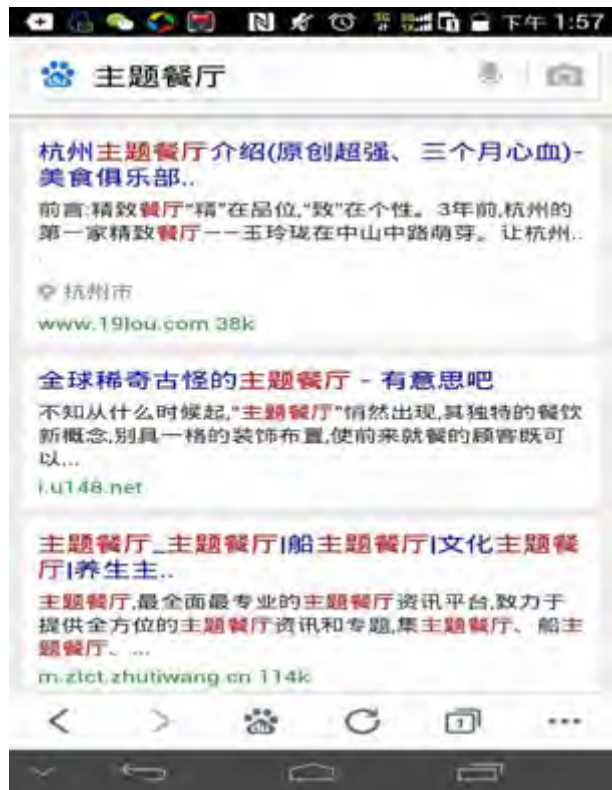 下午 1:57
主题餐厅
杭州主题餐厅介绍(原创超强、三个月心血)-
美食俱乐部..
前言:精致餐厅“精”在品位,“致”在个性。3年前,杭州的
第一家精致餐厅——玉玲珑在中山中路萌芽。让杭州..
.
杭州市
www.19lou.com 38k
全球稀奇古怪的主题餐厅 - 有意思吧
不知从什么时候起,“主题餐厅”悄然出现,其独特的餐饮
新概念,别具一格的装饰布置,使前来就餐的顾客既可
以...
i.u148.net
主题餐厅_主题餐厅|船主题餐厅|文化主题餐
厅|养生主..
主题餐厅,最全面最专业的主题餐厅资讯平台,致力于
提供全方位的主题餐厅资讯和专题,集主题餐厅、船主
题餐厅、...
m.ztct.zhutiwang.cn 114k